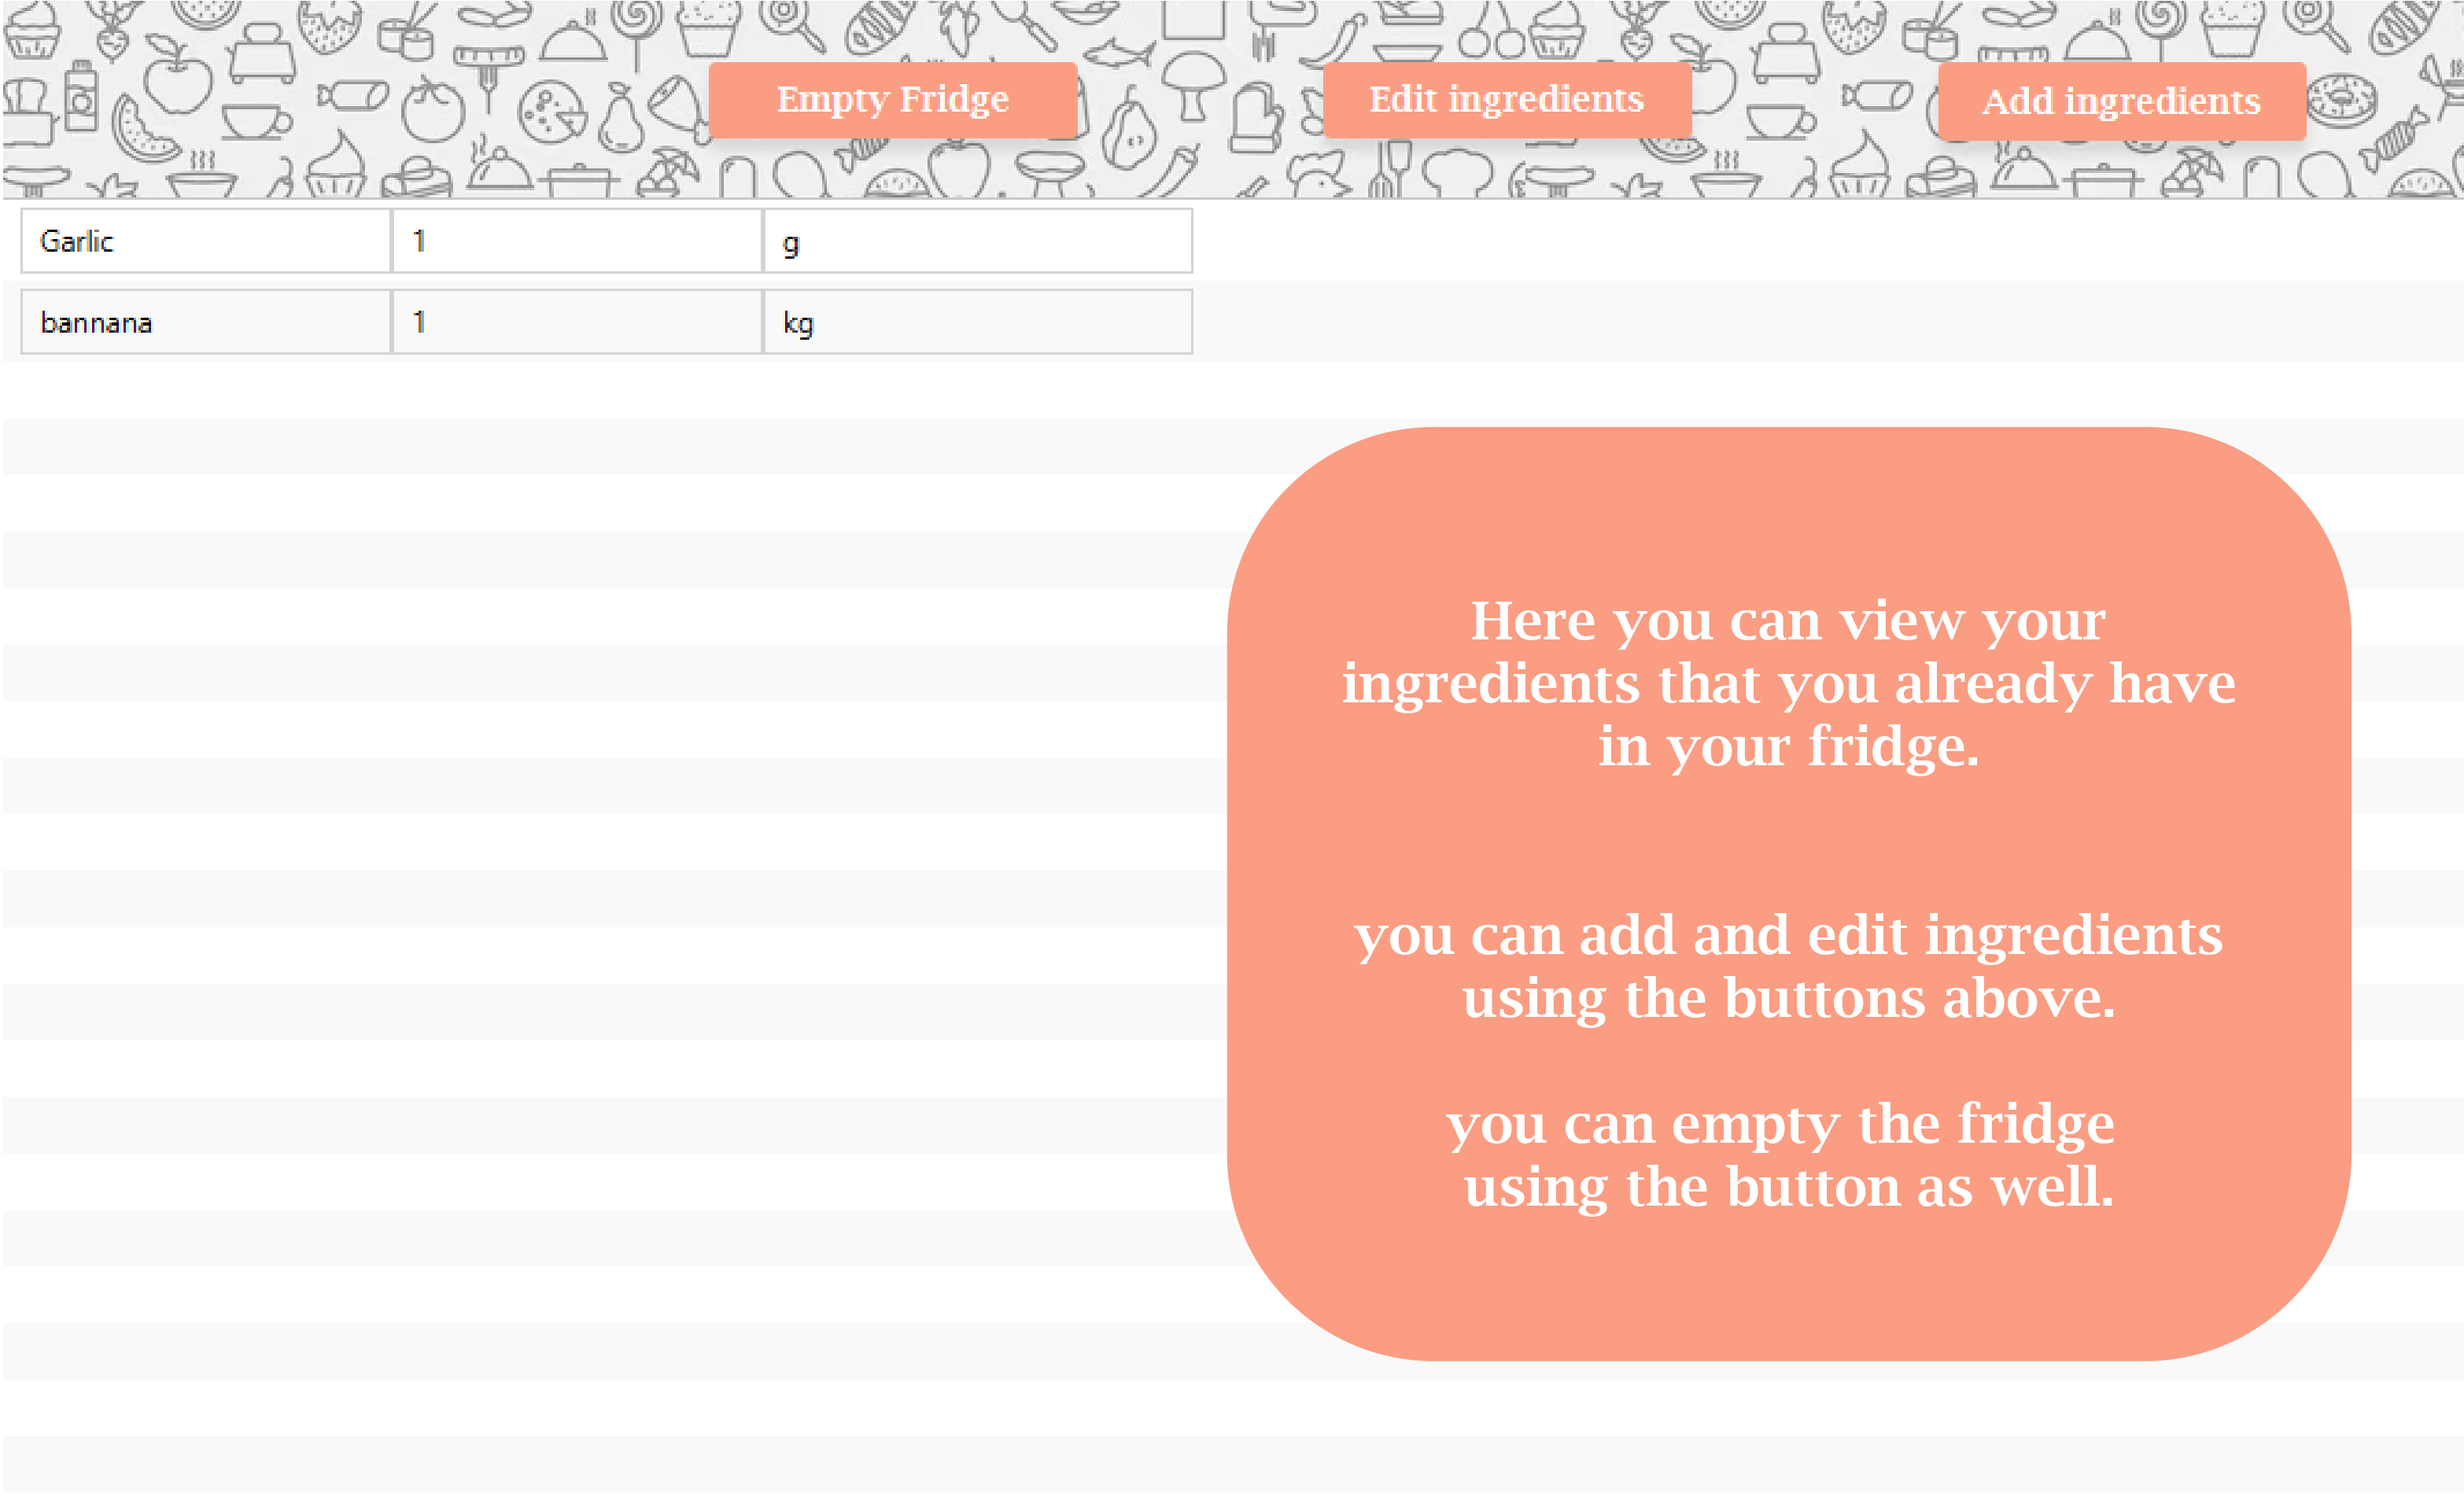 Empty Fridge
Edit ingredients
Add ingredients
Garlic 1 g
bannana 1 kg
Here you can view your
ingredients that you already have
in your fridge.
you can add and edit ingredients
using the buttons above.
you can empty the fridge
using the button as well.